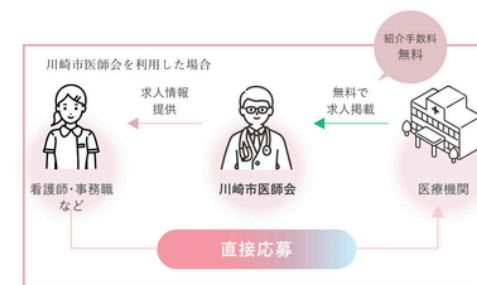 紹介手数料
無料
川崎市医師会を利用した場合
求人情報
提供
無料で
求人掲載
看護師・事務職
など
川崎市医師会
医療機関
直接応募